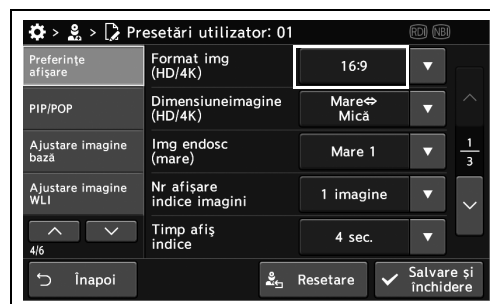 > > Presetări utilizator: 01 RDI NBI
Preferințe
afișare
PIP/POP
Ajustare imagine
bază
Ajustare imagine
WLI
4/6
Format img
(HD/4K)
16:9
Dimensiuneimagine
(HD/4K)
Mare⇔
Mică
Img endosc
(mare)
Mare 1
Nr afișare
indice imagini
1 imagine
Timp afiș
indice
4 sec.
1
3
Înapoi
Resetare
Salvare și
închidere